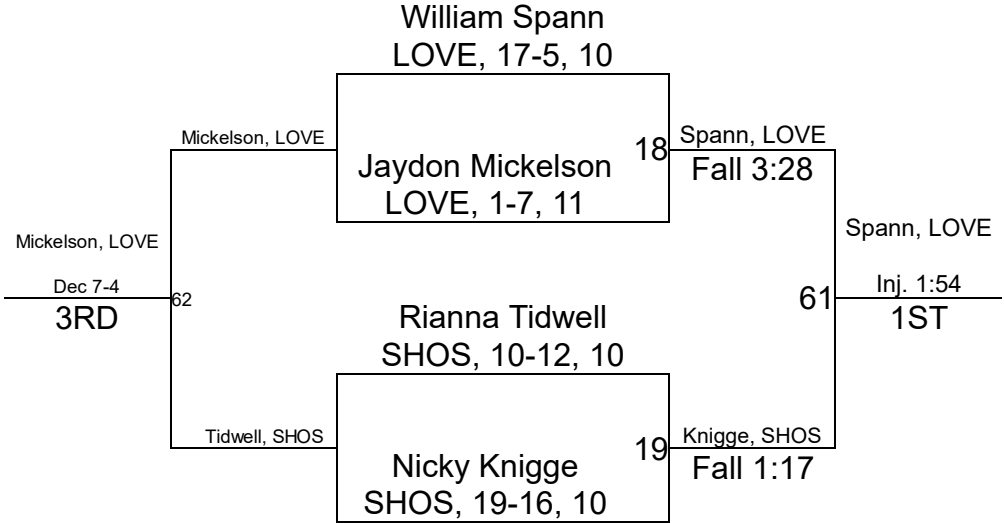 William Spann
LOVE, 17-5, 10
Mickelson, LOVE
18
Spann, LOVE
Jaydon Mickelson
Fall 3:28
LOVE, 1-7, 11
Mickelson, LOVE
Spann, LOVE
Dec 7-4
62
61
Inj. 1:54
3RD
1ST
Rianna Tidwell
SHOS, 10-12, 10
Tidwell, SHOS
19
Knigge, SHOS
Nicky Knigge
Fall 1:17
SHOS, 19-16, 10